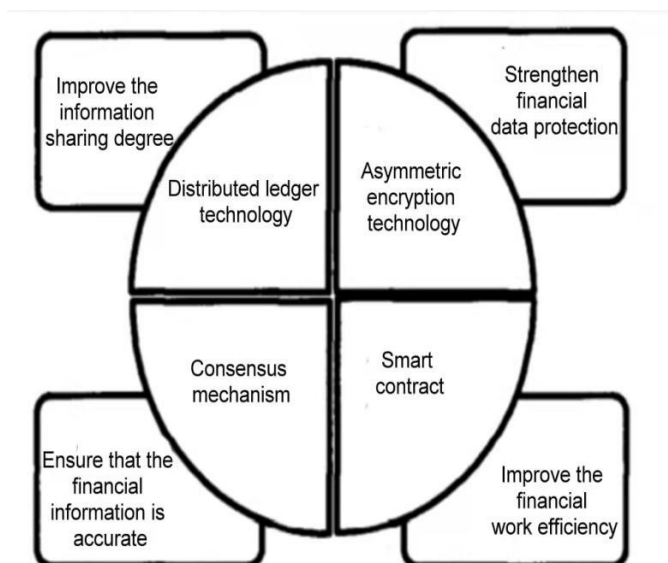 Improve the
information
sharing degree
Strengthen
financial
data protection
Distributed ledger
technology
Asymmetric
encryption
technology
Consensus
mechanism
Smart
contract
Ensure that the
financial
information is
accurate
Improve the
financial
work efficiency